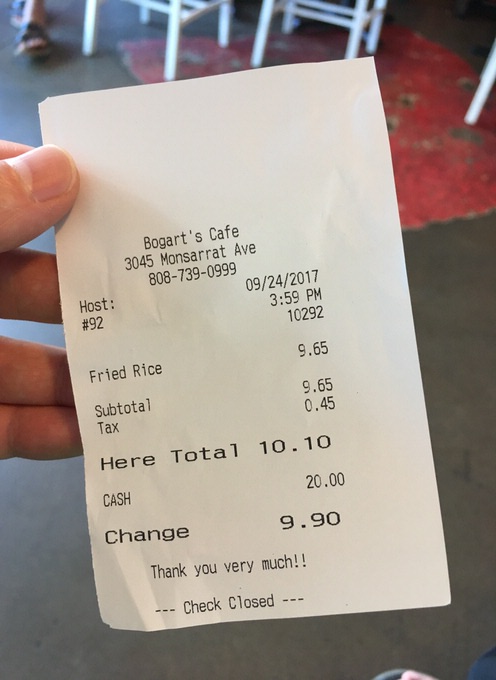 Bogart's Cafe
3045 Monsarrat Ave
808-739-0999
09/24/2017
Host: 3:59 PM
#92 10292
9.65
Fried Rice
Subtotal 9.65
Tax 0.45
Here Total 10.10
CASH 20.00
Change 9.90
Thank you very much!!
--- Check Closed ---